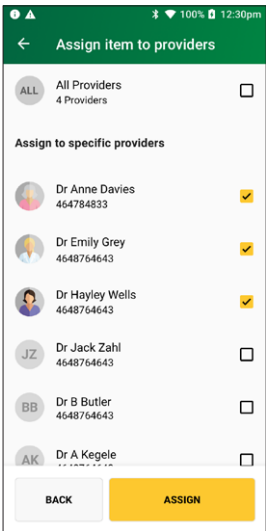 100% 12:30pm
Assign item to providers
ALL
All Providers
4 Providers
Assign to specific providers
Dr Anne Davies
464784833
Dr Emily Grey
4648764643
Dr Hayley Wells
4648764643
JZ
Dr Jack Zahl
4648764643
BB
Dr B Butler
4648764643
AK
Dr A Kegele
BACK
ASSIGN